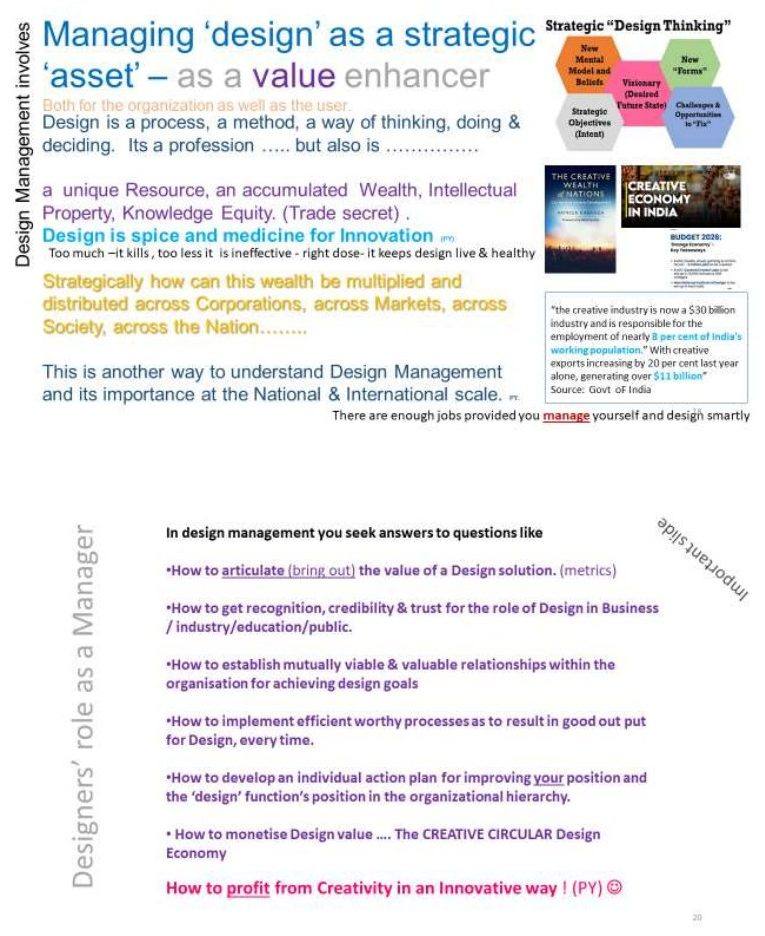 Design Management involves
Managing ‘design’ as a strategic
‘asset’ – as a value enhancer
Both for the organization as well as the user.
Design is a process, a method, a way of thinking, doing &
deciding. Its a profession ..... but also is ...............
a unique Resource, an accumulated Wealth, Intellectual
Property, Knowledge Equity. (Trade secret) .
Design is spice and medicine for Innovation (PY)
Too much –it kills , too less it is ineffective - right dose- it keeps design live & healthy
Strategically how can this wealth be multiplied and
distributed across Corporations, across Markets, across
Society, across the Nation........
This is another way to understand Design Management
and its importance at the National & International scale. PY.
Strategic “Design Thinking”
New
Mental
Model and
Beliefs
New
“Forms”
Visionary
(Desired
Future State)
Strategic
Objectives
(Intent)
Challenges &
Opportunities
to “Fix”
THE CREATIVE
WEALTH
of NATIONS
CREATIVE
ECONOMY
IN INDIA
BUDGET 2026:
Key Takeaways
“the creative industry is now a $30 billion
industry and is responsible for the
employment of nearly 8 per cent of India's
working population.” With creative
exports increasing by 20 per cent last year
alone, generating over $11 billion”
Source: Govt oF India
There are enough jobs provided you manage yourself and design smartly
Designers’ role as a Manager
In design management you seek answers to questions like
Important slide
•How to articulate (bring out) the value of a Design solution. (metrics)
•How to get recognition, credibility & trust for the role of Design in Business
/ industry/education/public.
•How to establish mutually viable & valuable relationships within the
organisation for achieving design goals
•How to implement efficient worthy processes as to result in good out put
for Design, every time.
•How to develop an individual action plan for improving your position and
the ‘design’ function’s position in the organizational hierarchy.
• How to monetise Design value .... The CREATIVE CIRCULAR Design
Economy
How to profit from Creativity in an Innovative way ! (PY) ☺
20